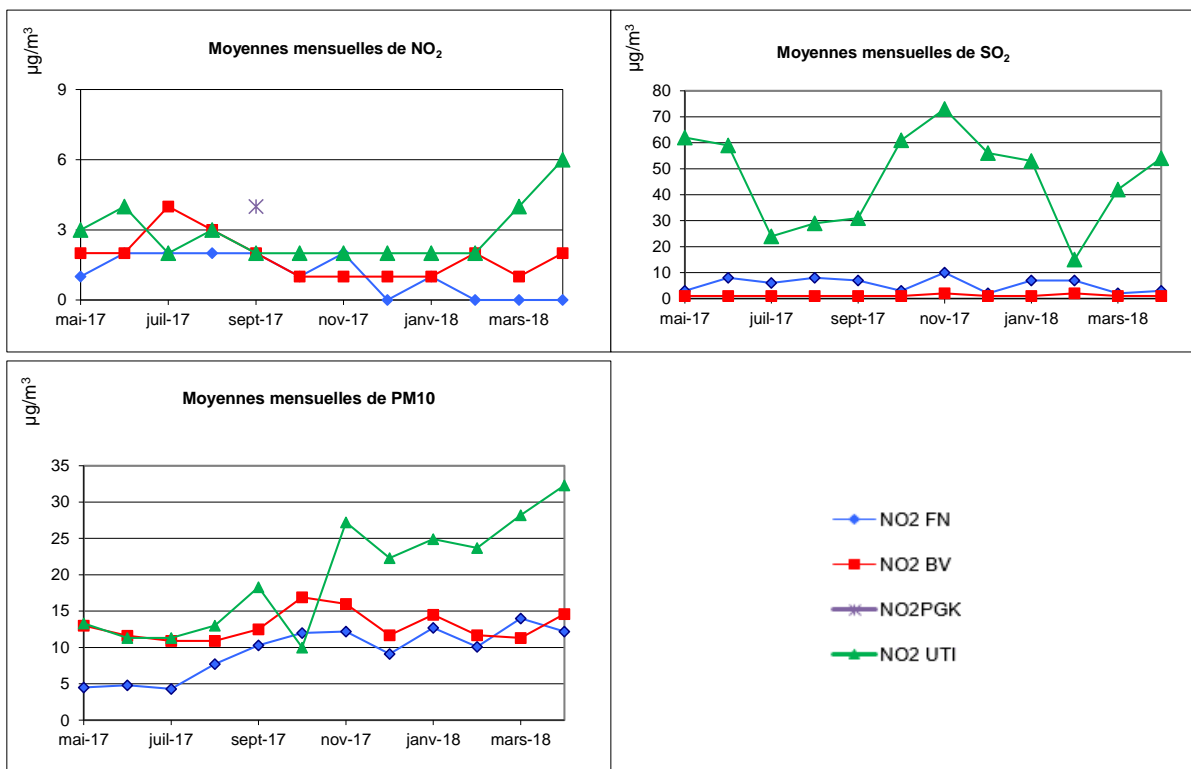 Moyennes mensuelles de NO₂
µg/m³
9
6
3
0
mai-17 juil-17 sept-17 nov-17 janv-18 mars-18
Moyennes mensuelles de SO₂
µg/m³
80
70
60
50
40
30
20
10
0
mai-17 juil-17 sept-17 nov-17 janv-18 mars-18
Moyennes mensuelles de PM10
µg/m³
35
30
25
20
15
10
5
0
mai-17 juil-17 sept-17 nov-17 janv-18 mars-18
NO2 FN
NO2 BV
NO2PGK
NO2 UTI